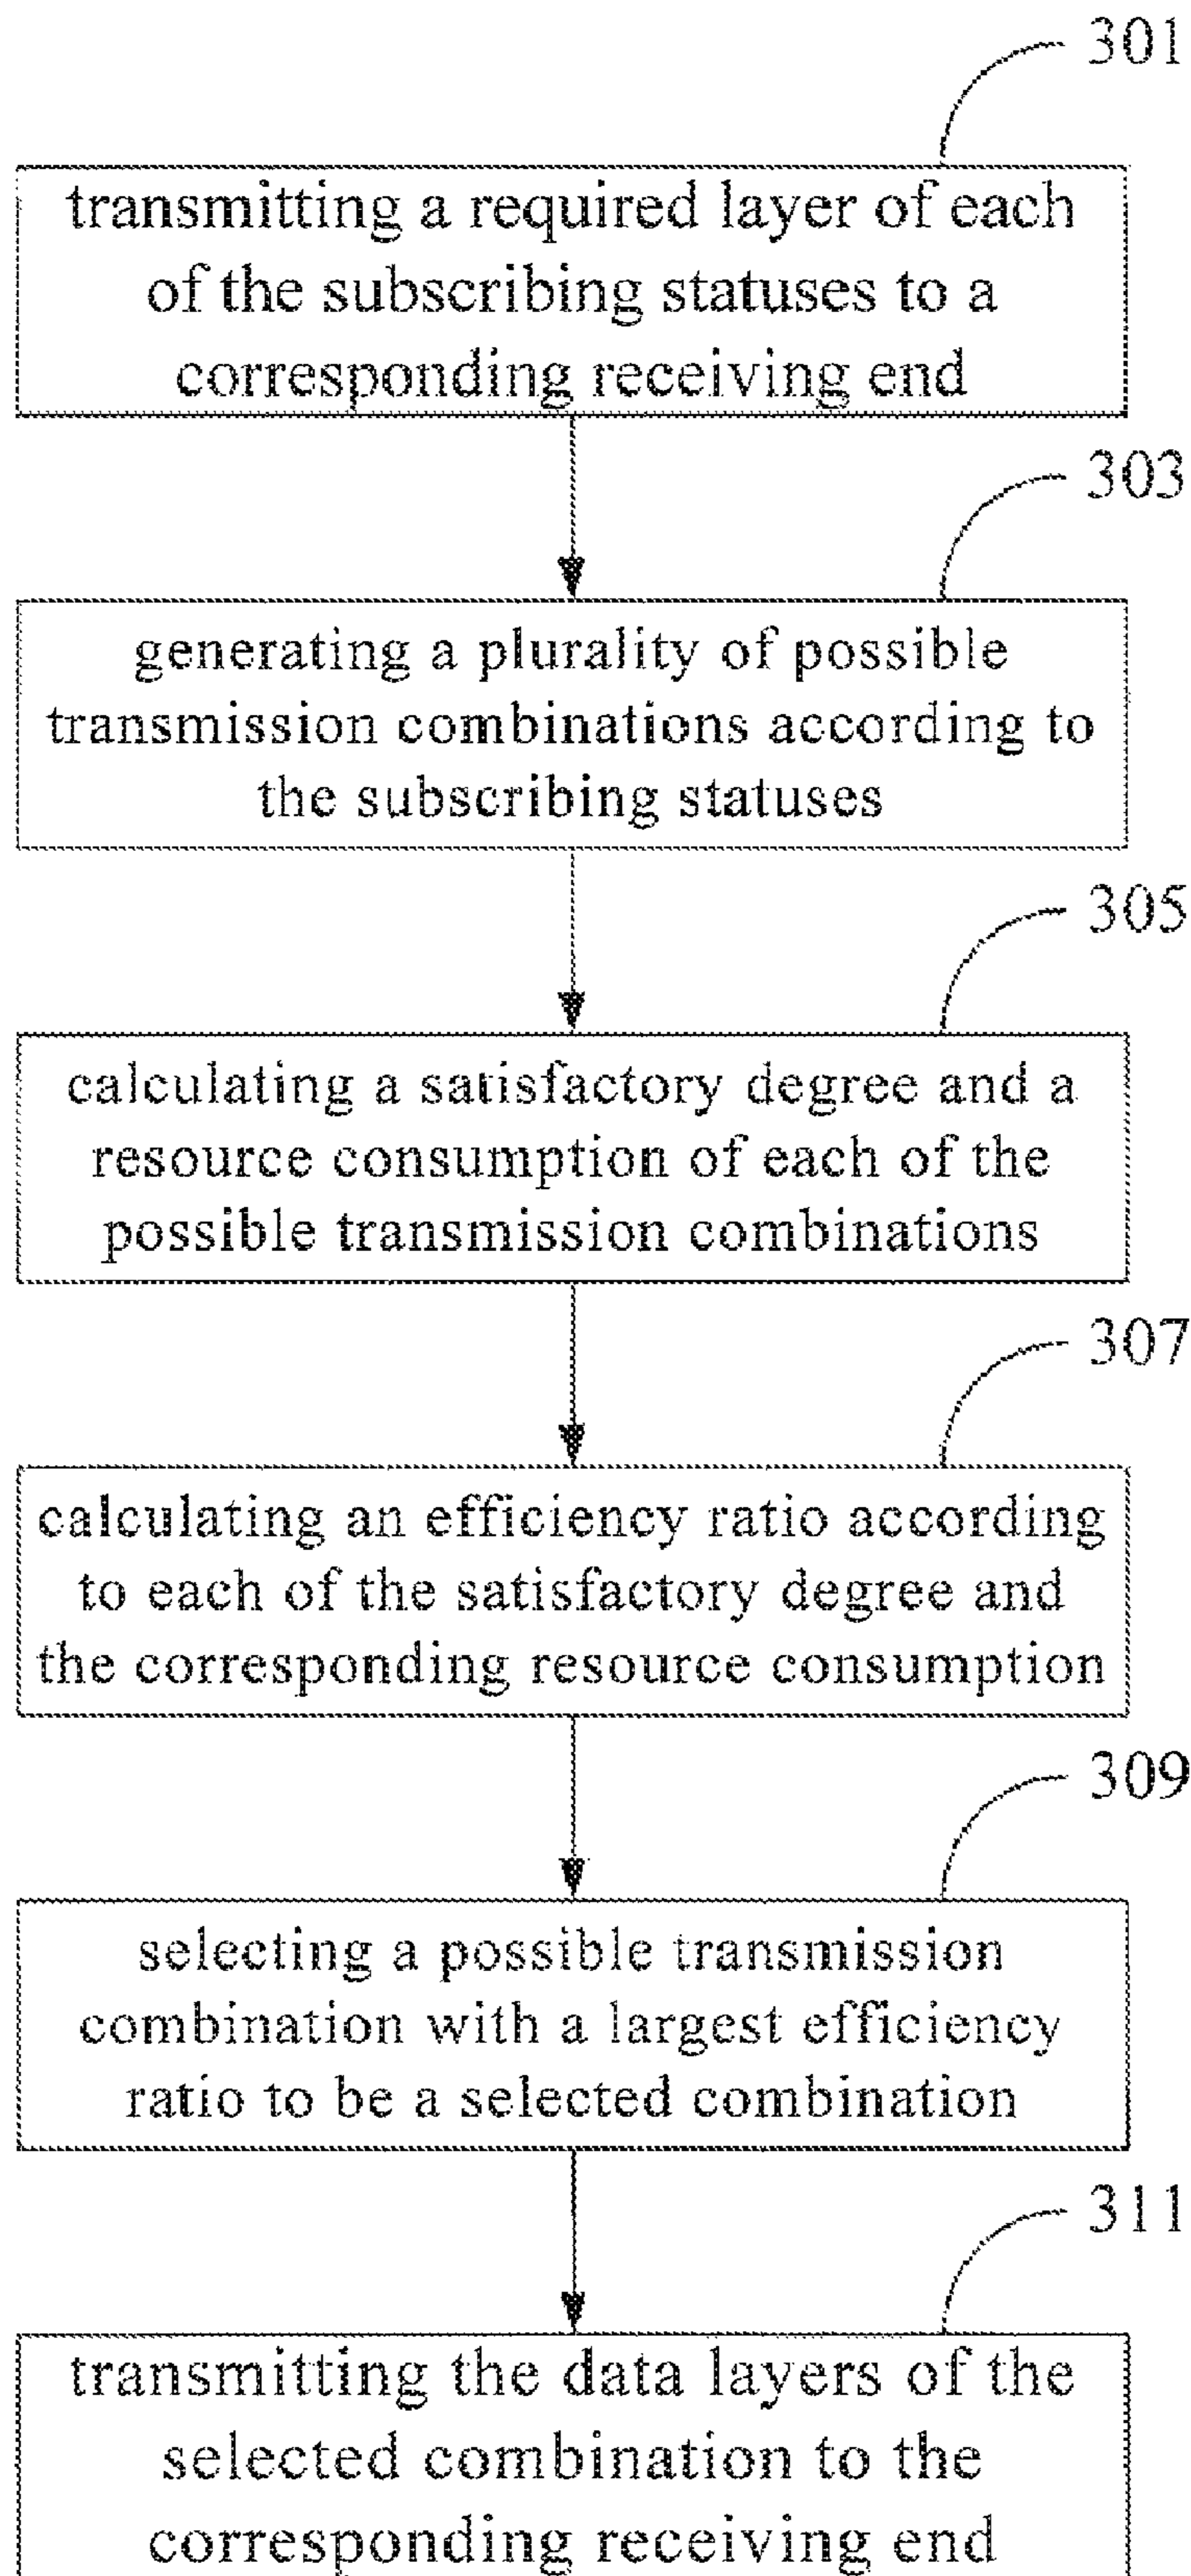 301
transmitting a required layer of each
of the subscribing statuses to a
corresponding receiving end
303
generating a plurality of possible
transmission combinations according to
the subscribing statuses
305
calculating a satisfactory degree and a
resource consumption of each of the
possible transmission combinations
307
calculating an efficiency ratio according
to each of the satisfactory degree and
the corresponding resource consumption
309
selecting a possible transmission
combination with a largest efficiency
ratio to be a selected combination
311
transmitting the data layers of the
selected combination to the
corresponding receiving end